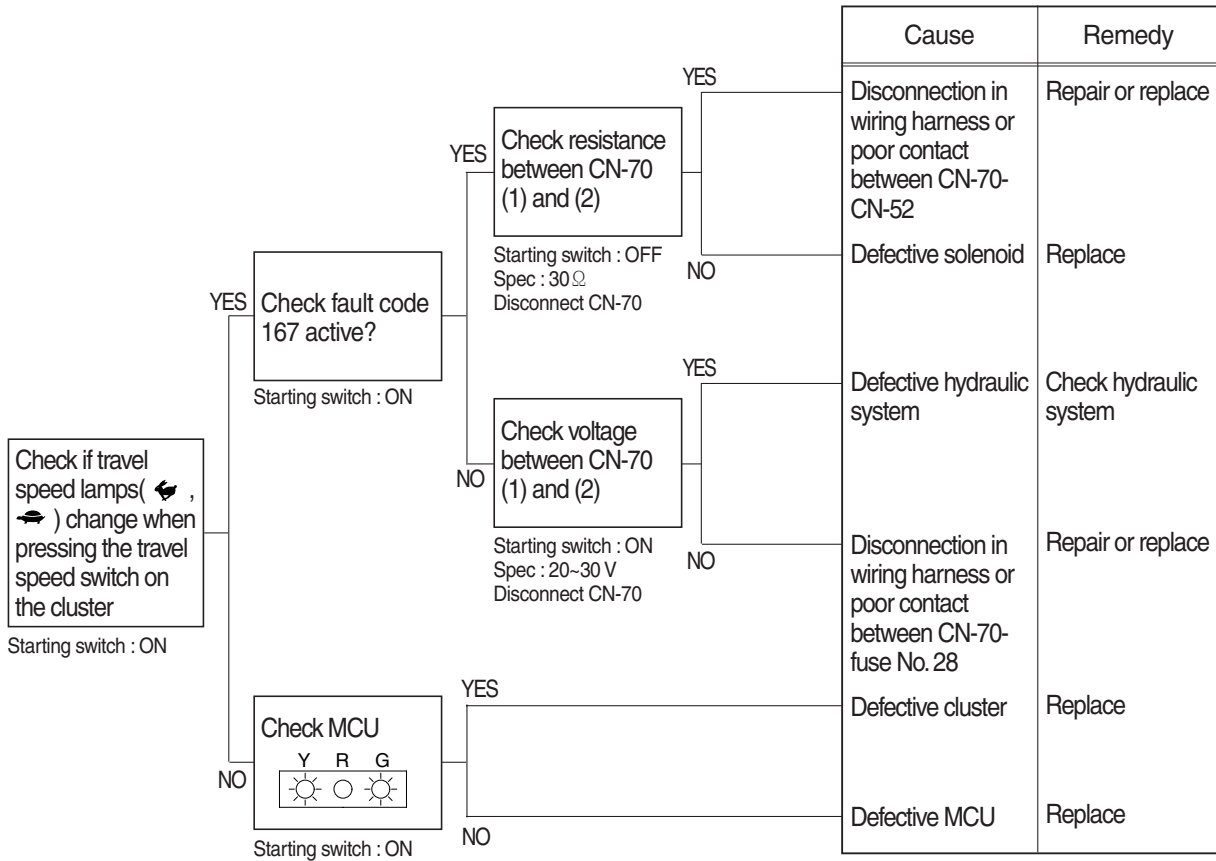 Cause
Remedy
YES
Disconnection in
wiring harness or
poor contact
between CN-70-
CN-52
Repair or replace
YES
Check resistance
between CN-70
(1) and (2)
Starting switch : OFF
Spec : 30Ω
Disconnect CN-70
NO
Defective solenoid
Replace
YES
Check fault code
167 active?
Starting switch : ON
YES
Defective hydraulic
system
Check hydraulic
system
NO
Check voltage
between CN-70
(1) and (2)
Starting switch : ON
Spec : 20~30 V
Disconnect CN-70
NO
Disconnection in
wiring harness or
poor contact
between CN-70-
fuse No. 28
Repair or replace
Check if travel
speed lamps( ,
) change when
pressing the travel
speed switch on
the cluster
Starting switch : ON
NO
Check MCU
Y R G
Starting switch : ON
YES
Defective cluster
Replace
NO
Defective MCU
Replace